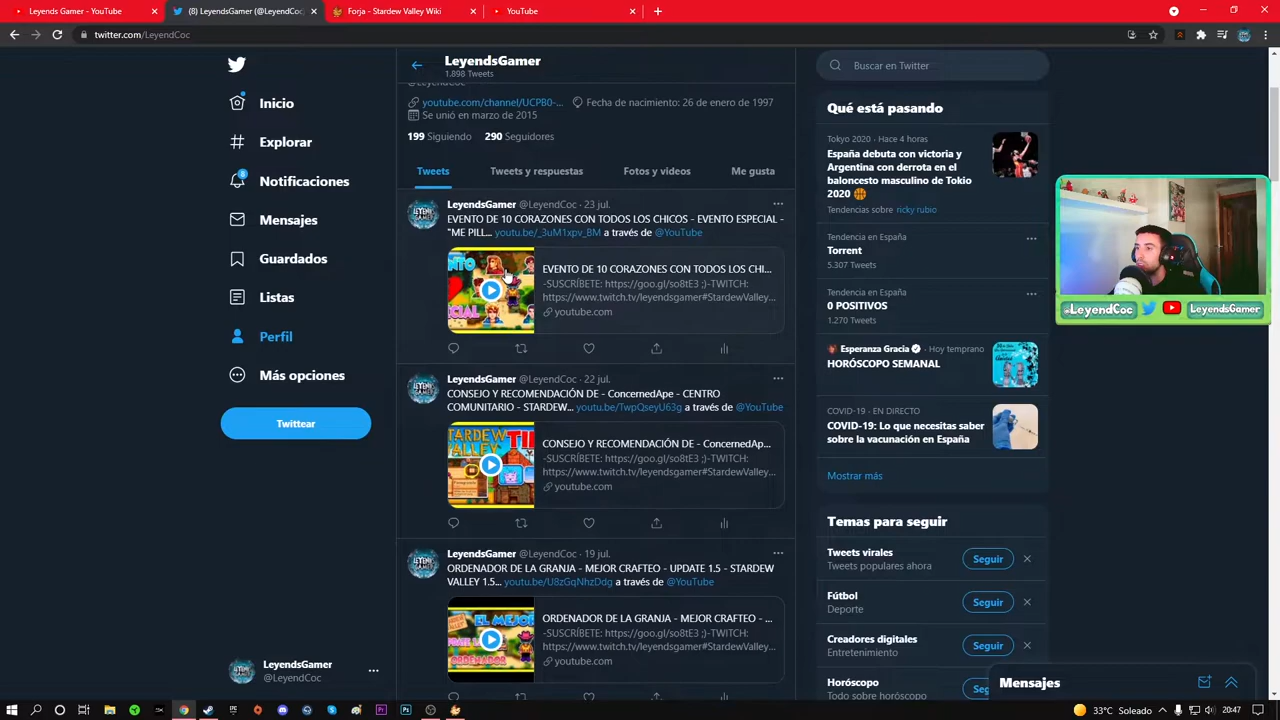 Leyends Gamer - YouTube
(8) LeyendsGamer (@LeyendCoc)
Forja - Stardew Valley Wiki
YouTube
twitter.com/LeyendCoc
Inicio
Explorar
8
Notificaciones
Mensajes
Guardados
Listas
Perfil
Más opciones
Twittear
LeyendsGamer
@LeyendCoc
LeyendsGamer
1.898 Tweets
@LeyendCoc
youtube.com/channel/UCPB0-... Fecha de nacimiento: 26 de enero de 1997
Se unió en marzo de 2015
199 Siguiendo 290 Seguidores
Tweets Tweets y respuestas Fotos y videos Me gusta
LeyendsGamer @LeyendCoc · 23 jul.
EVENTO DE 10 CORAZONES CON TODOS LOS CHICOS - EVENTO ESPECIAL -
"ME PILL... youtu.be/_3uM1xpv_BM a través de @YouTube
EVENTO DE 10 CORAZONES CON TODOS LOS CHI...
-SUSCRÍBETE: https://goo.gl/so8tE3 ;)-TWITCH:
https://www.twitch.tv/leyendsgamer#StardewValley...
youtube.com
LeyendsGamer @LeyendCoc · 22 jul.
CONSEJO Y RECOMENDACIÓN DE - ConcernedApe - CENTRO
COMUNITARIO - STARDEW... youtu.be/TwpQseyU63g a través de @YouTube
CONSEJO Y RECOMENDACIÓN DE - ConcernedAp...
-SUSCRÍBETE: https://goo.gl/so8tE3 ;)-TWITCH:
https://www.twitch.tv/leyendsgamer#StardewValley...
youtube.com
LeyendsGamer @LeyendCoc · 19 jul.
ORDENADOR DE LA GRANJA - MEJOR CRAFTEO - UPDATE 1.5 - STARDEW
VALLEY 1.5... youtu.be/U8zGqNhzDdg a través de @YouTube
EL MEJOR
ORDENADOR
ORDENADOR DE LA GRANJA - MEJOR CRAFTEO - ...
-SUSCRÍBETE: https://goo.gl/so8tE3 ;)-TWITCH:
https://www.twitch.tv/leyendsgamer#StardewValley...
youtube.com
Buscar en Twitter
Qué está pasando
Tokyo 2020 · Hace 4 horas
España debuta con victoria y
Argentina con derrota en el
baloncesto masculino de Tokio
2020
Tendencias sobre ricky rubio
Tendencia en España
Torrent
5.307 Tweets
Tendencia en España
0 POSITIVOS
1.270 Tweets
Esperanza Gracia · Hoy temprano
HORÓSCOPO SEMANAL
COVID-19 · EN DIRECTO
COVID-19: Lo que necesitas saber
sobre la vacunación en España
Mostrar más
Temas para seguir
Tweets virales
Tweets populares ahora
Seguir
Fútbol
Deporte
Seguir
Creadores digitales
Entretenimiento
Seguir
Horóscopo
Todo sobre horóscopo
Mensajes
@LeyendCoc LeyendsGamer
33°C Soleado 20:47